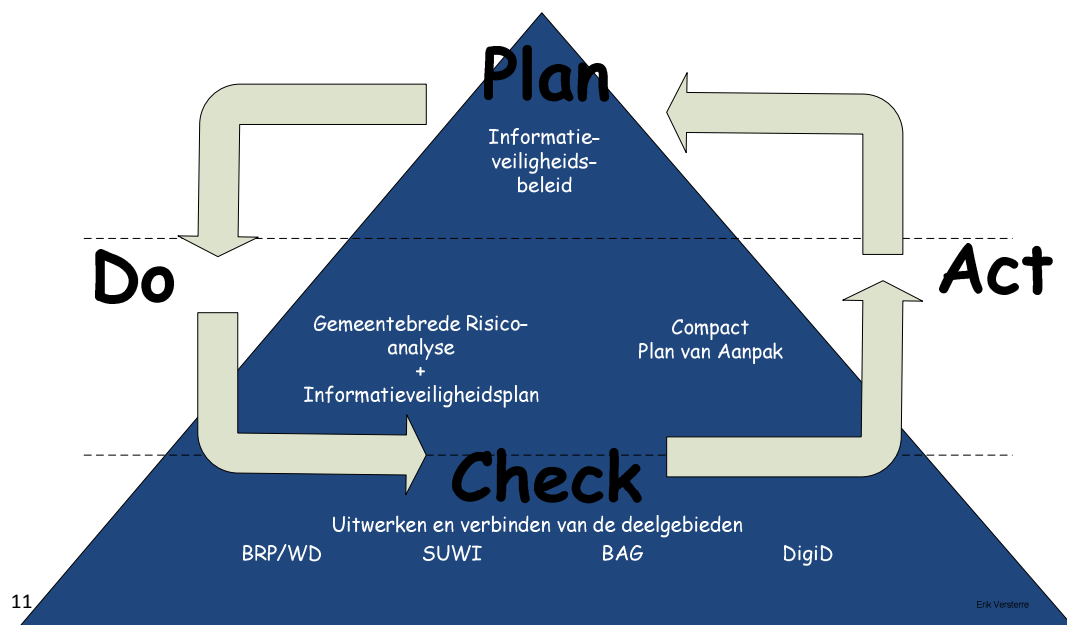 Plan
Informatie-
veiligheids-
beleid
Do
Act
Gemeentebrede Risico-
analyse
+
Informatieveiligheidsplan
Compact
Plan van Aanpak
Check
Uitwerken en verbinden van de deelgebieden
BRP/WD SUWI BAG DigiD
11
Erik Versterre